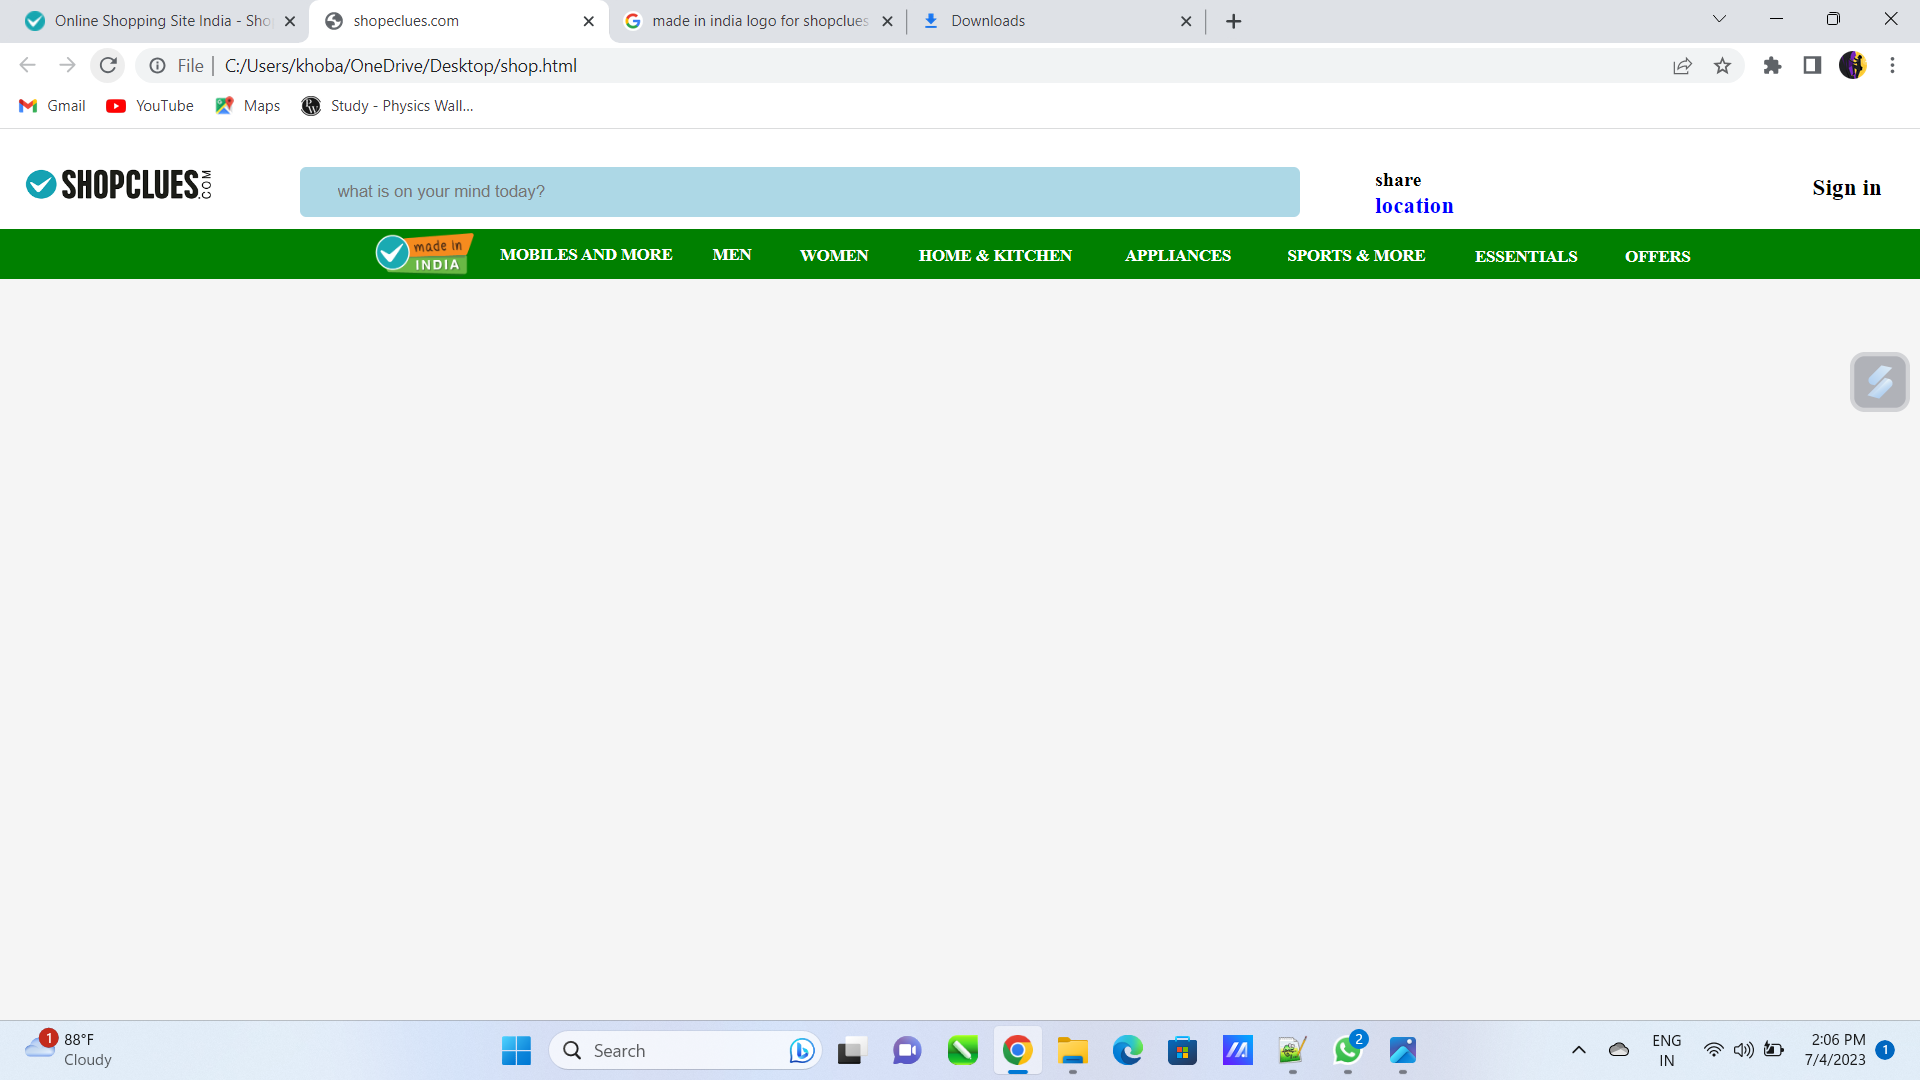 Online Shopping Site India - Sho
shopeclues.com
made in india logo for shopclues
Downloads
File
C:/Users/khoba/OneDrive/Desktop/shop.html
Gmail
YouTube
Maps
Study - Physics Wall...
SHOPCLUES.COM
what is on your mind today?
share
location
Sign in
made in
INDIA
MOBILES AND MORE
MEN
WOMEN
HOME & KITCHEN
APPLIANCES
SPORTS & MORE
ESSENTIALS
OFFERS
1
88°F
Cloudy
Search
2
ENG
IN
2:06 PM
7/4/2023
1